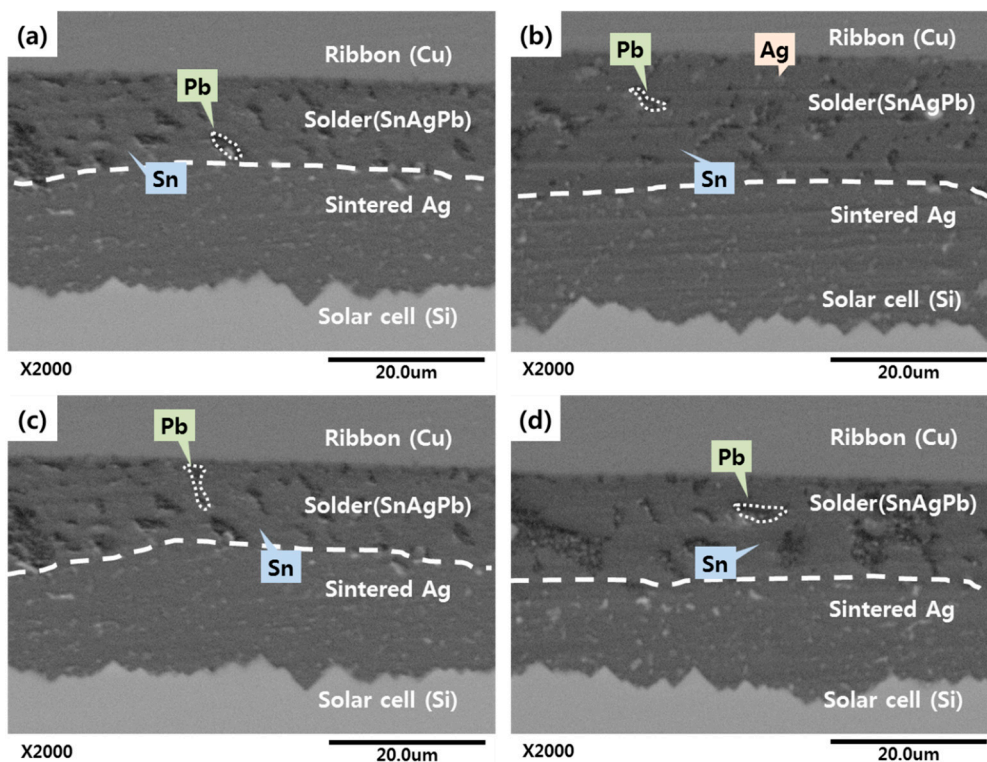 (a)
Ribbon (Cu)
Pb
Solder(SnAgPb)
Sn
Sintered Ag
Solar cell (Si)
X2000
20.0um
(b)
Ribbon (Cu)
Pb
Ag
Solder(SnAgPb)
Sn
Sintered Ag
Solar cell (Si)
X2000
20.0um
(c)
Pb
Ribbon (Cu)
Solder(SnAgPb)
Sn
Sintered Ag
Solar cell (Si)
X2000
20.0um
(d)
Ribbon (Cu)
Pb
Solder(SnAgPb)
Sn
Sintered Ag
Solar cell (Si)
X2000
20.0um